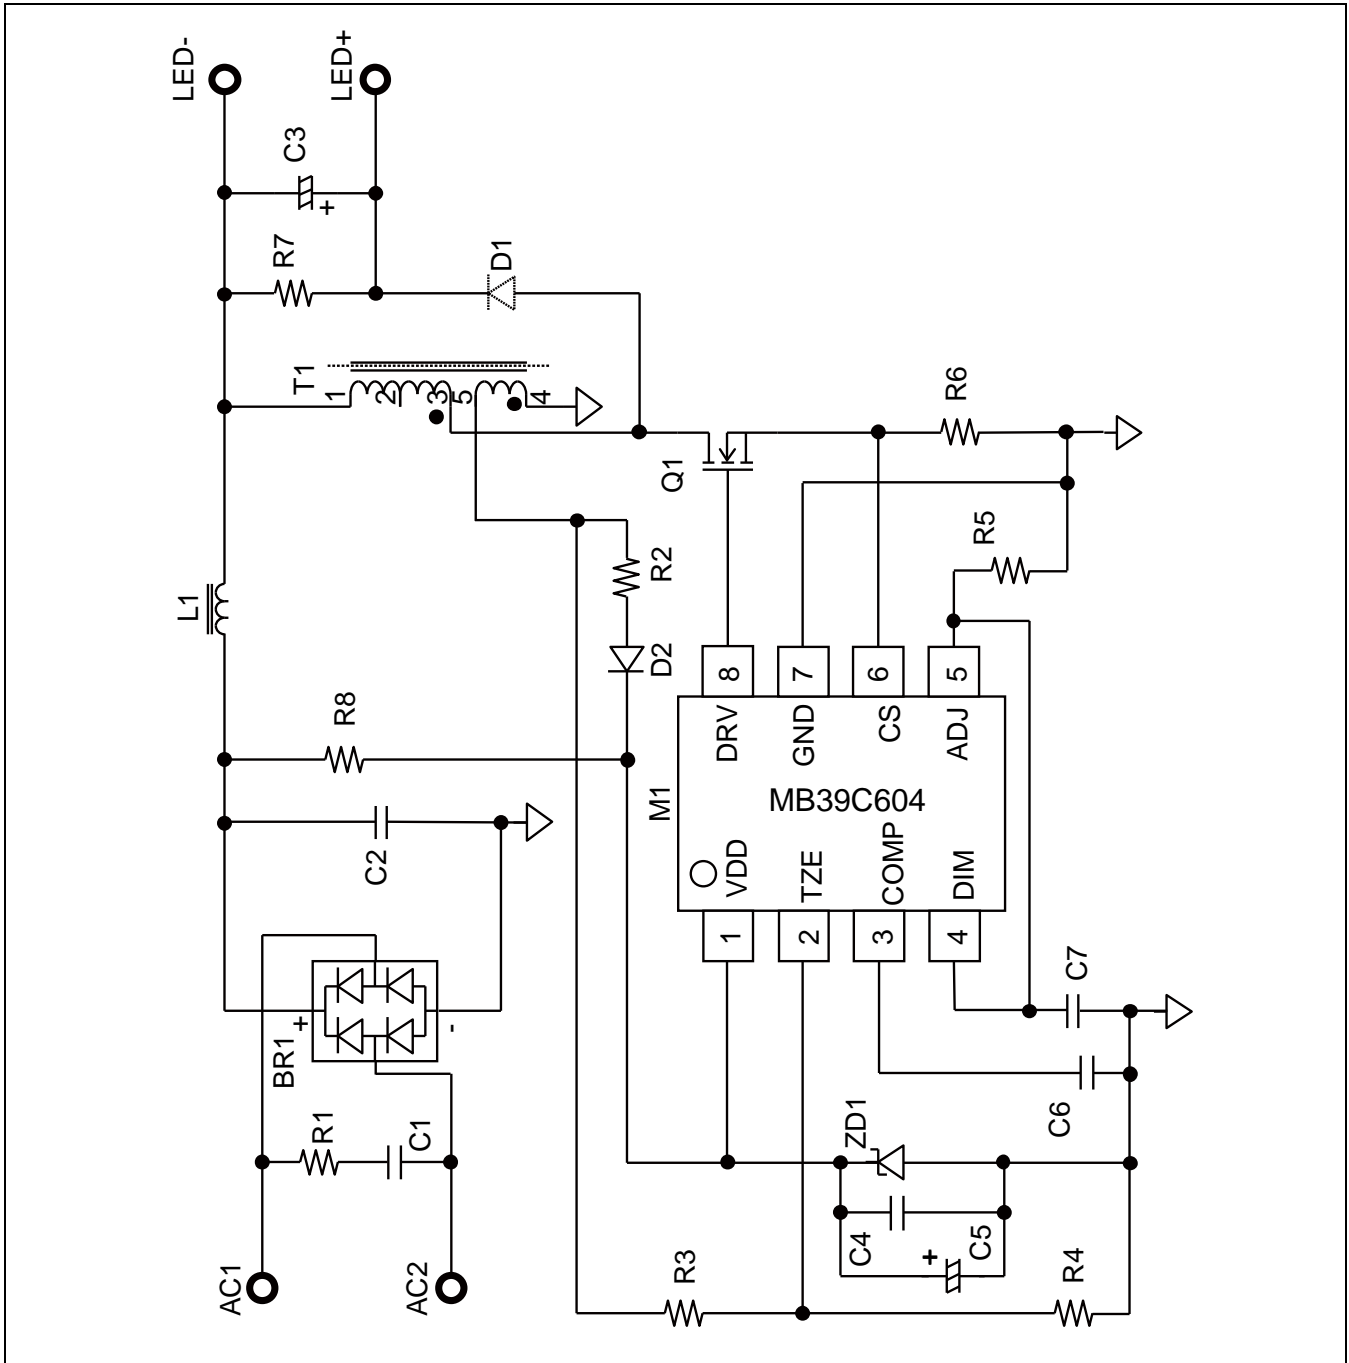 LED-
LED+
C3
+
R7
D1
T1
1
2
3
5
4
R6
Q1
R5
R2
L1
D2
8
7
6
5
R8
DRV
GND
CS
ADJ
M1
MB39C604
C2
VDD
TZE
COMP
DIM
1
2
3
4
C7
+
-
BR1
R1
C1
ZD1
C6
C4
+
C5
AC1
AC2
R3
R4